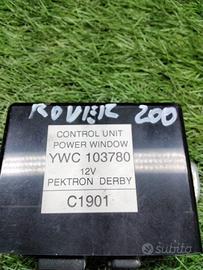 ROVER 200
CONTROL UNIT
POWER WINDOW
YWC 103780
12V
PEKTRON DERBY
C1901
subito